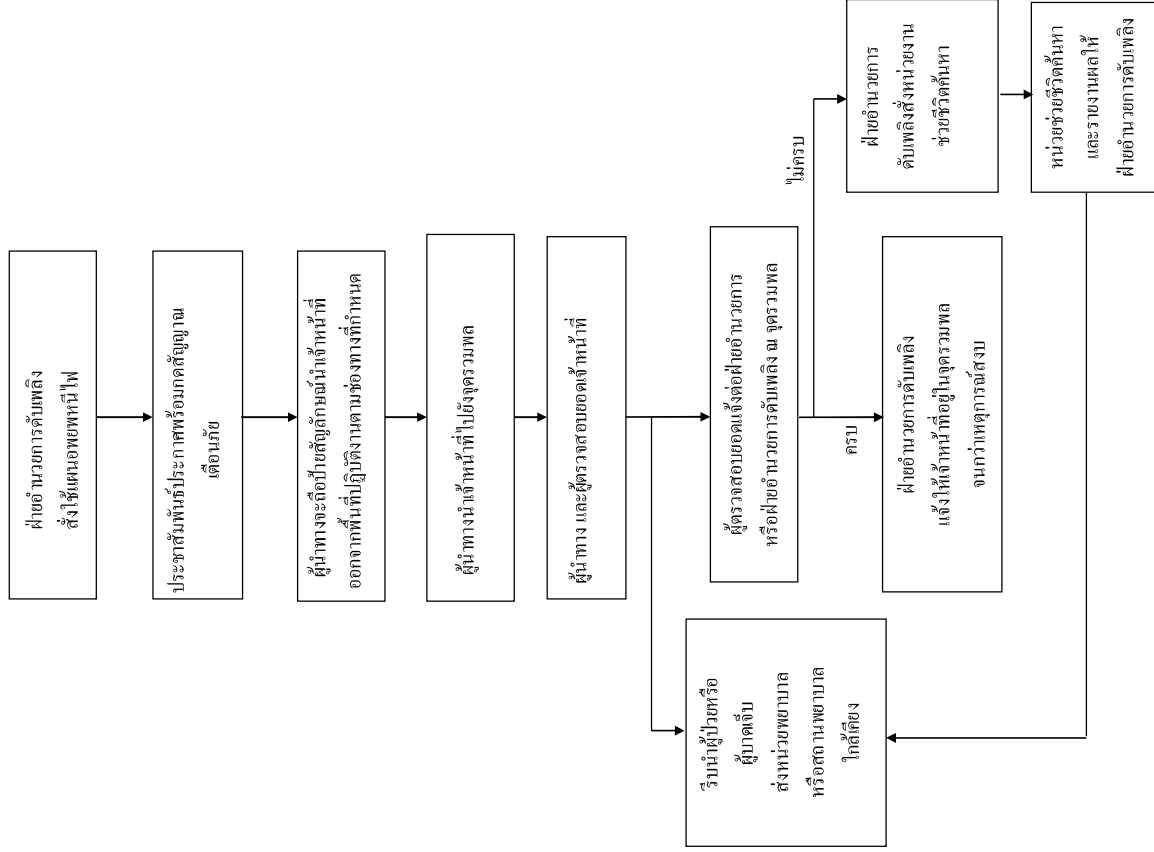 ฝ่ายอำนวยการดับเพลิง
สั่งใช้แผนอพยพหนีไฟ
ประชาสัมพันธ์ประกาศพร้อมกดสัญญาณ
เตือนภัย
ผู้นำทางจะถือป้ายสัญลักษณ์นำเจ้าหน้าที่
ออกจากพื้นที่ปฏิบัติงานตามช่องทางที่กำหนด
ผู้นำทางนำเจ้าหน้าที่ไปยังจุดรวมพล
ผู้นำทาง และผู้ตรวจสอบยอดเจ้าหน้าที่
รีบนำผู้ป่วยหรือ
ผู้บาดเจ็บ
ส่งหน่วยพยาบาล
หรือสถานพยาบาล
ใกล้เคียง
ผู้ตรวจสอบยอดแจ้งต่อฝ่ายอำนวยการ
หรือฝ่ายอำนวยการดับเพลิง ณ จุดรวมพล
ไม่ครบ
ครบ
ฝ่ายอำนวยการ
ดับเพลิงสั่งหน่วยงาน
ช่วยชีวิตค้นหา
ฝ่ายอำนวยการดับเพลิง
แจ้งให้เจ้าหน้าที่อยู่ในจุดรวมพล
จนกว่าเหตุการณ์สงบ
หน่วยช่วยชีวิตค้นหา
และรายงานผลให้
ฝ่ายอำนวยการดับเพลิง